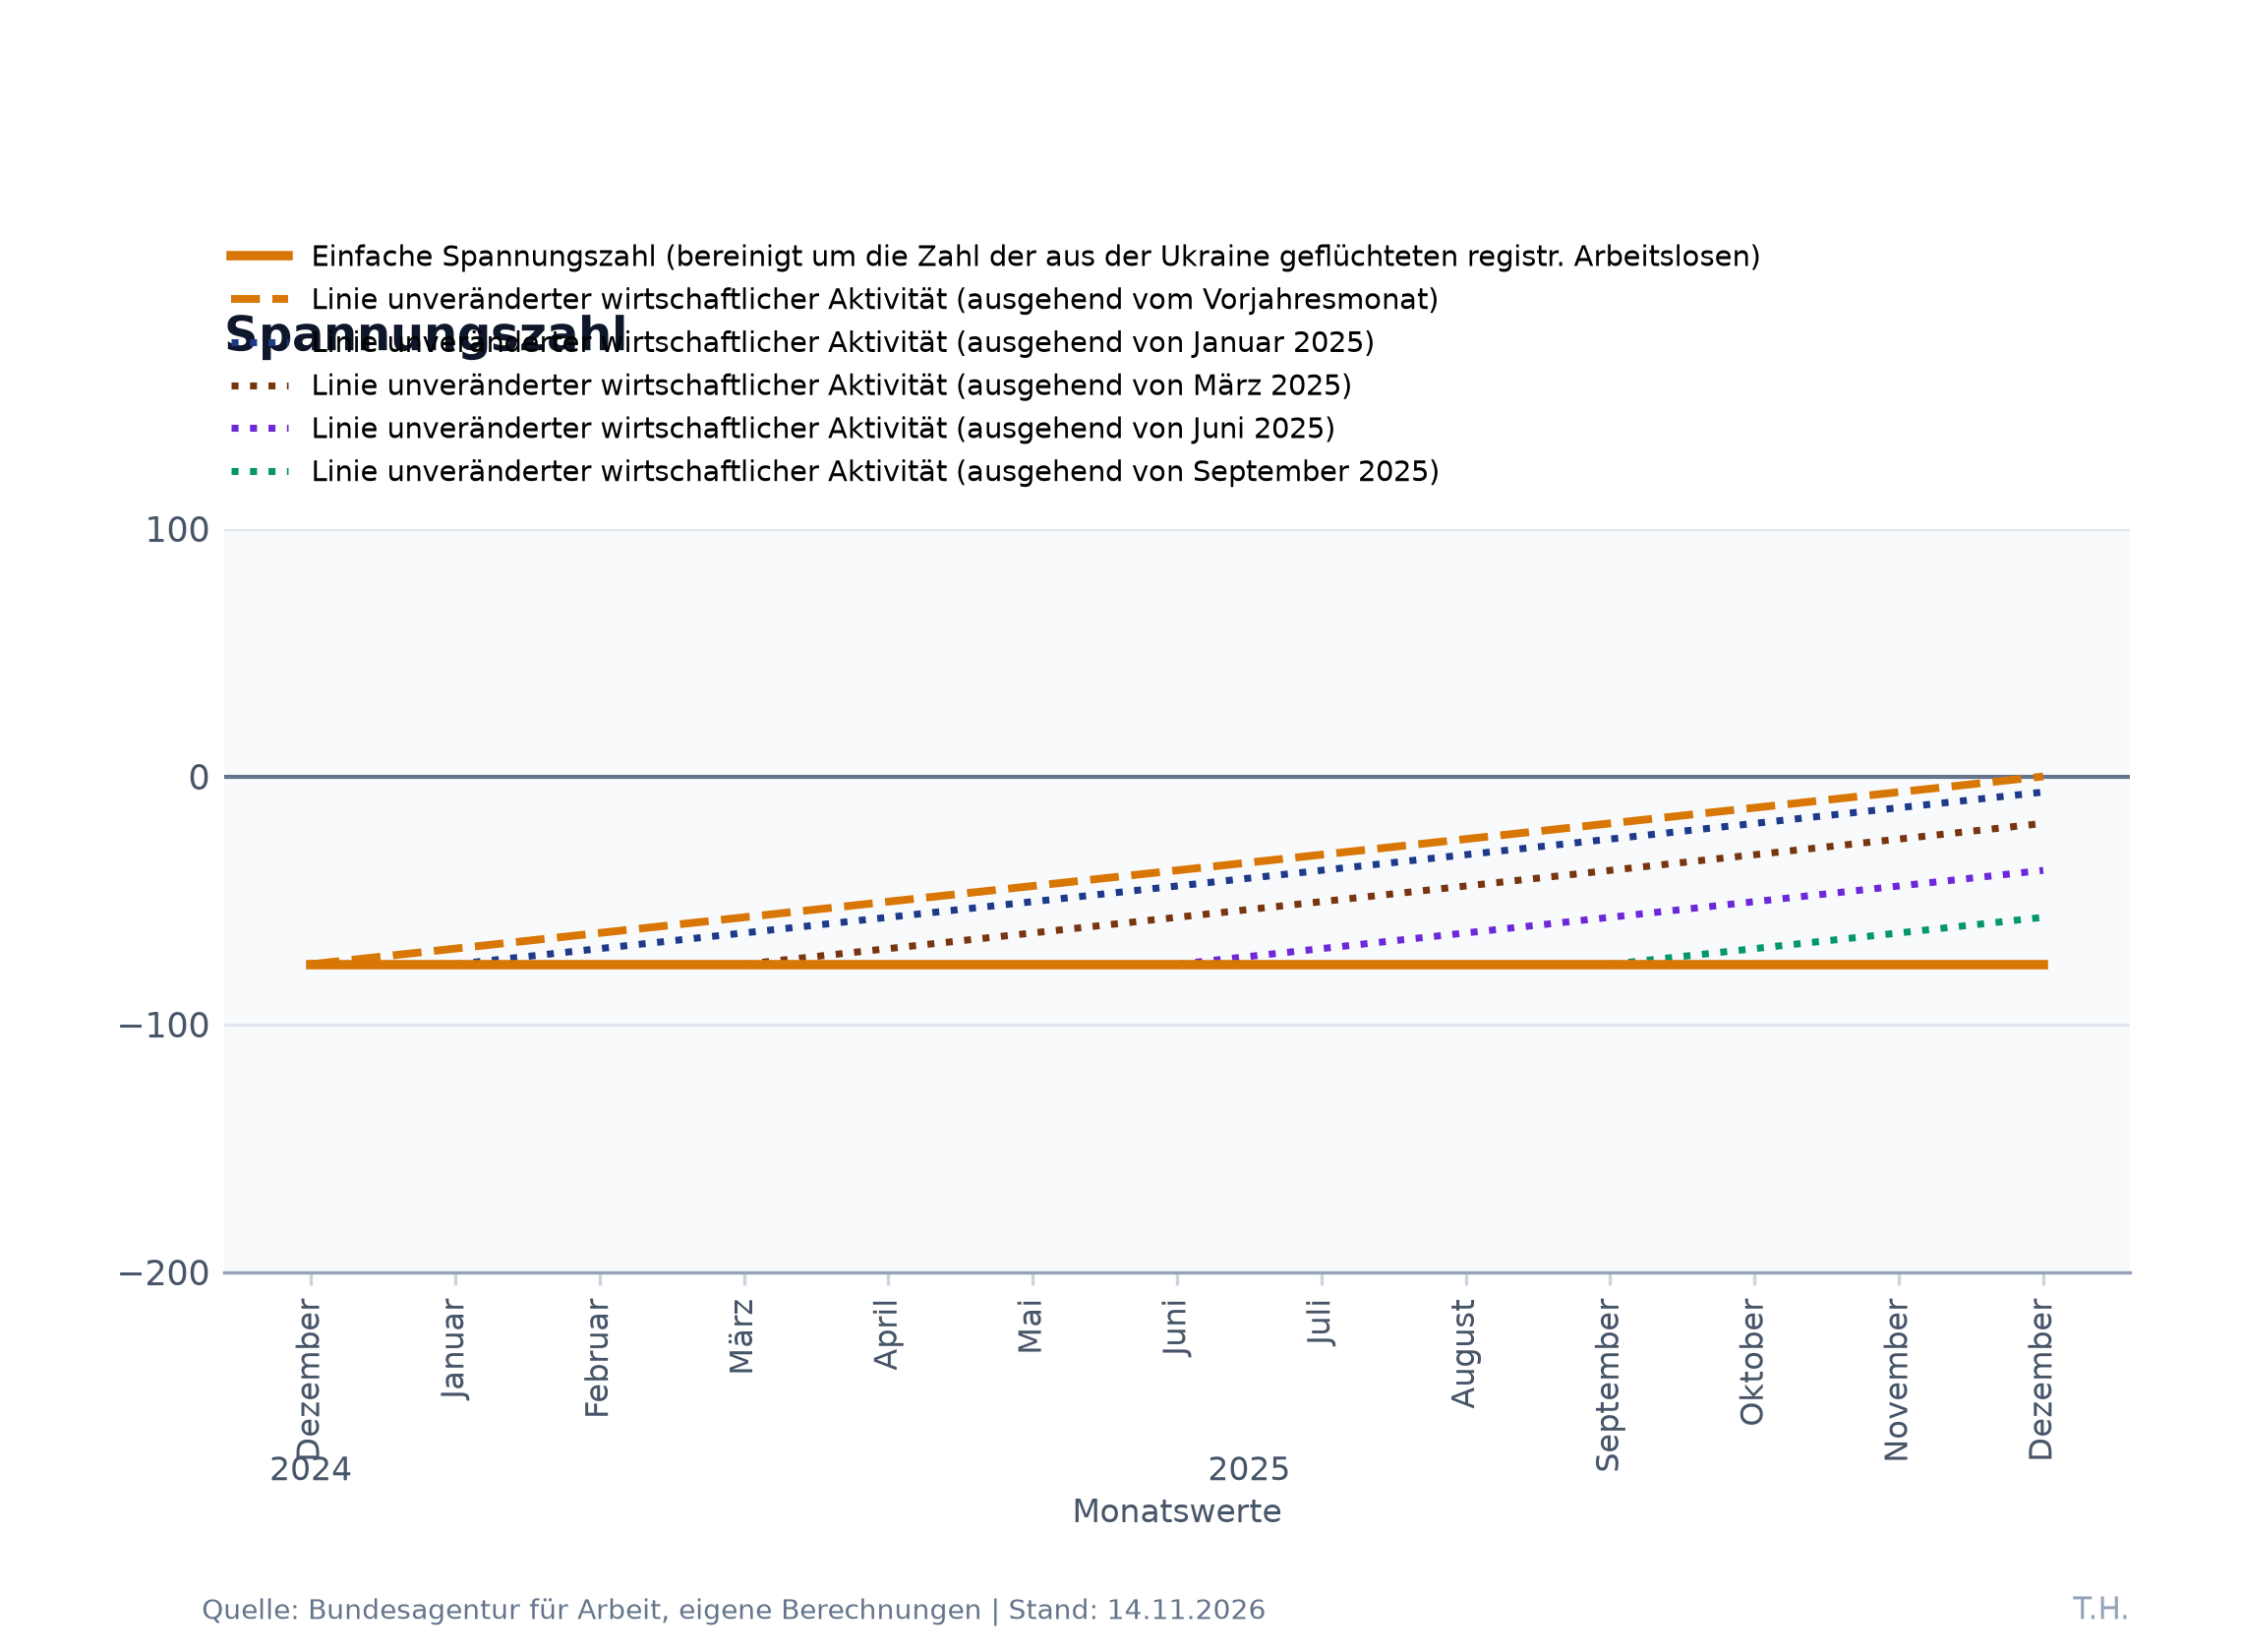 Einfache Spannungszahl (bereinigt um die Zahl der aus der Ukraine geflüchteten registr. Arbeitslosen)
Linie unveränderter wirtschaftlicher Aktivität (ausgehend vom Vorjahresmonat)
Spannungszahl
Linie unveränderter wirtschaftlicher Aktivität (ausgehend von Januar 2025)
Linie unveränderter wirtschaftlicher Aktivität (ausgehend von März 2025)
Linie unveränderter wirtschaftlicher Aktivität (ausgehend von Juni 2025)
Linie unveränderter wirtschaftlicher Aktivität (ausgehend von September 2025)
100
0
−100
−200
Dezember
Januar
Februar
März
April
Mai
Juni
Juli
August
September
Oktober
November
Dezember
2024
2025
Monatswerte
Quelle: Bundesagentur für Arbeit, eigene Berechnungen | Stand: 14.11.2026
T.H.